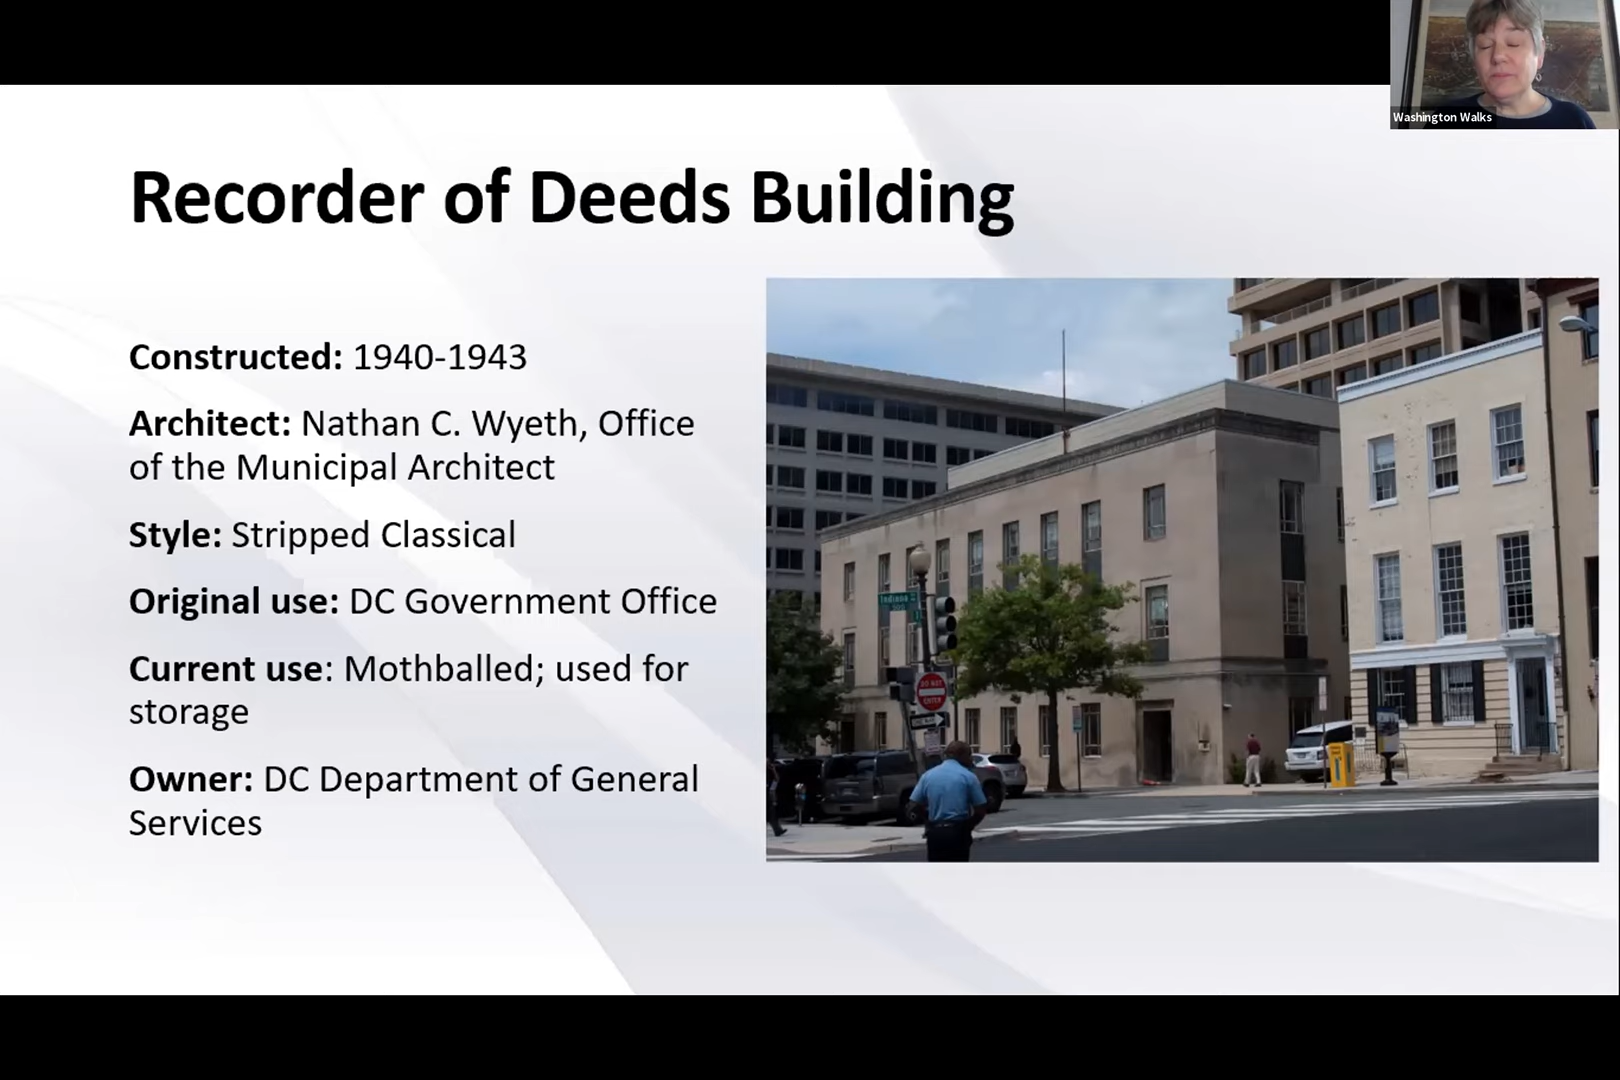 Washington Walks
Recorder of Deeds Building
Constructed: 1940-1943
Architect: Nathan C. Wyeth, Office
of the Municipal Architect
Style: Stripped Classical
Original use: DC Government Office
Current use: Mothballed; used for
storage
Owner: DC Department of General
Services
Indiana
DO NOT
ENTER